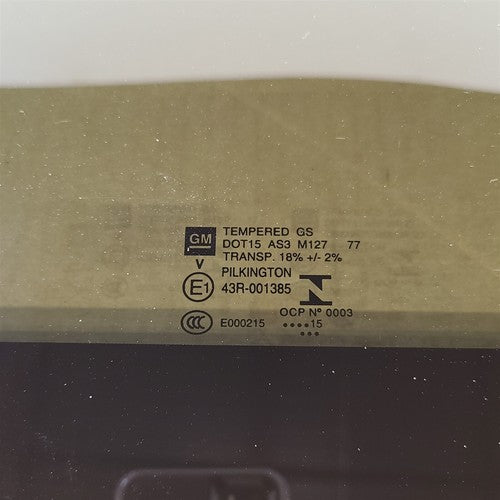 TEMPERED GS
GM DOT15 AS3 M127 77
TRANSP. 18% +/- 2%
V PILKINGTON
E1 43R-001385 N
OCP Nº 0003
CCC E000215 ••••15
•••